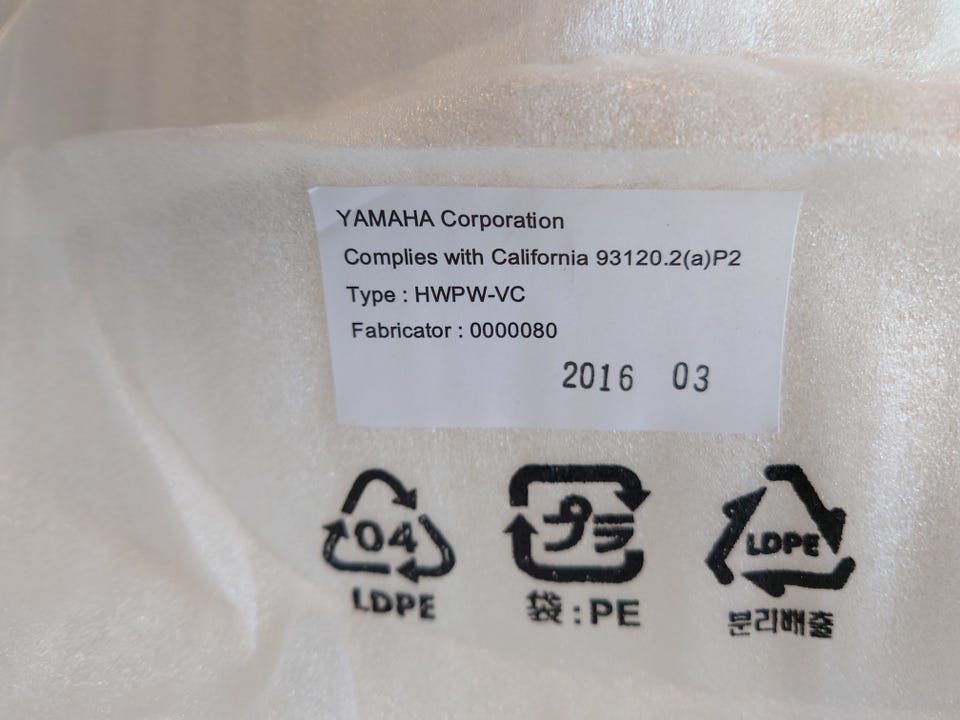 YAMAHA Corporation
Complies with California 93120.2(a)P2
Type : HWPW-VC
Fabricator : 0000080
2016 03
04
LDPE
プラ
袋 : PE
LDPE
분리배출